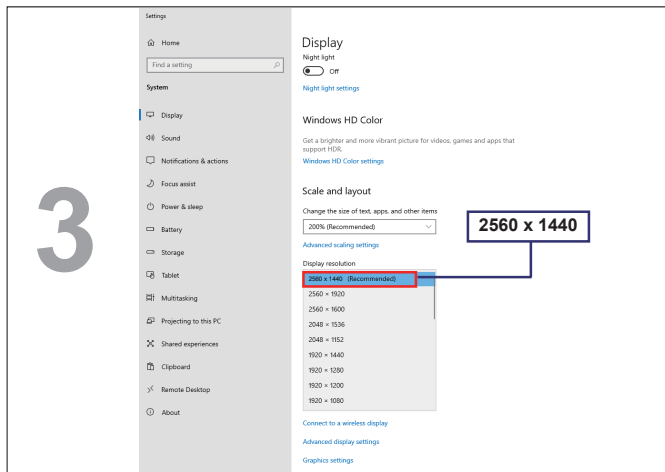 3
Settings
Home
Find a setting
System
Display
Sound
Notifications & actions
Focus assist
Power & sleep
Battery
Storage
Tablet
Multitasking
Projecting to this PC
Shared experiences
Clipboard
Remote Desktop
About
Display
Night light
Off
Night light settings
Windows HD Color
Get a brighter and more vibrant picture for videos, games and apps that
support HDR.
Windows HD Color settings
Scale and layout
Change the size of text, apps, and other items
200% (Recommended)
Advanced scaling settings
Display resolution
2560 x 1440 (Recommended)
2560 × 1920
2560 × 1600
2048 × 1536
2048 × 1152
1920 × 1440
1920 × 1280
1920 × 1200
1920 × 1080
Connect to a wireless display
Advanced display settings
Graphics settings
2560 x 1440